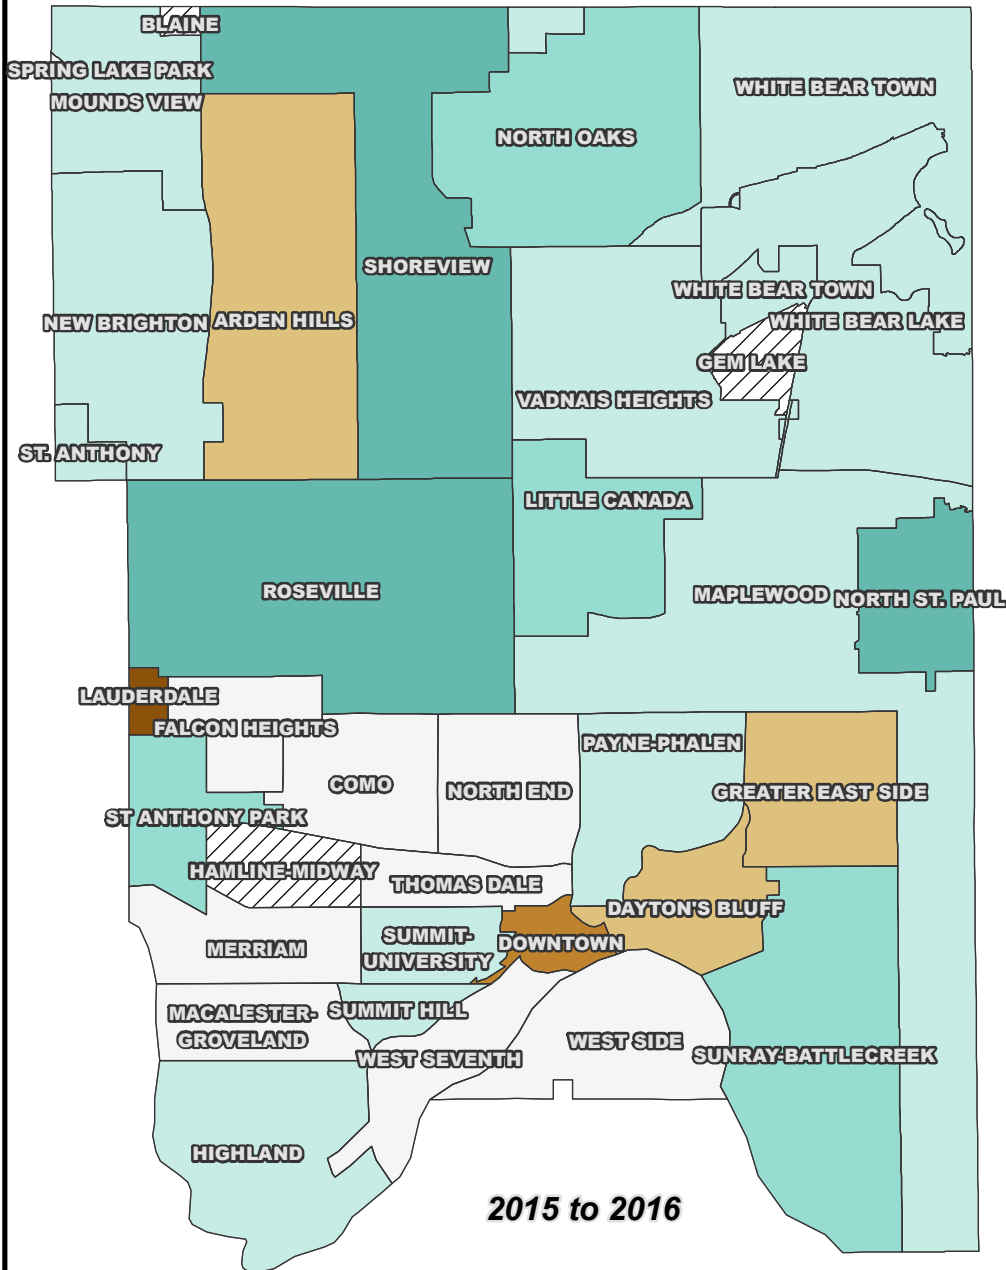 BLAINE
SPRING LAKE PARK
MOUNDS VIEW
WHITE BEAR TOWN
NORTH OAKS
SHOREVIEW
WHITE BEAR TOWN
NEW BRIGHTON
ARDEN HILLS
WHITE BEAR LAKE
GEM LAKE
VADNAIS HEIGHTS
ST. ANTHONY
LITTLE CANADA
ROSEVILLE
MAPLEWOOD
NORTH ST. PAUL
LAUDERDALE
FALCON HEIGHTS
PAYNE-PHALEN
COMO
NORTH END
GREATER EAST SIDE
ST ANTHONY PARK
HAMLINE-MIDWAY
THOMAS DALE
DAYTON'S BLUFF
MERRIAM
SUMMIT-
UNIVERSITY
DOWNTOWN
MACALESTER-
GROVELAND
SUMMIT HILL
WEST SEVENTH
WEST SIDE
SUNRAY-BATTLECREEK
HIGHLAND
2015 to 2016